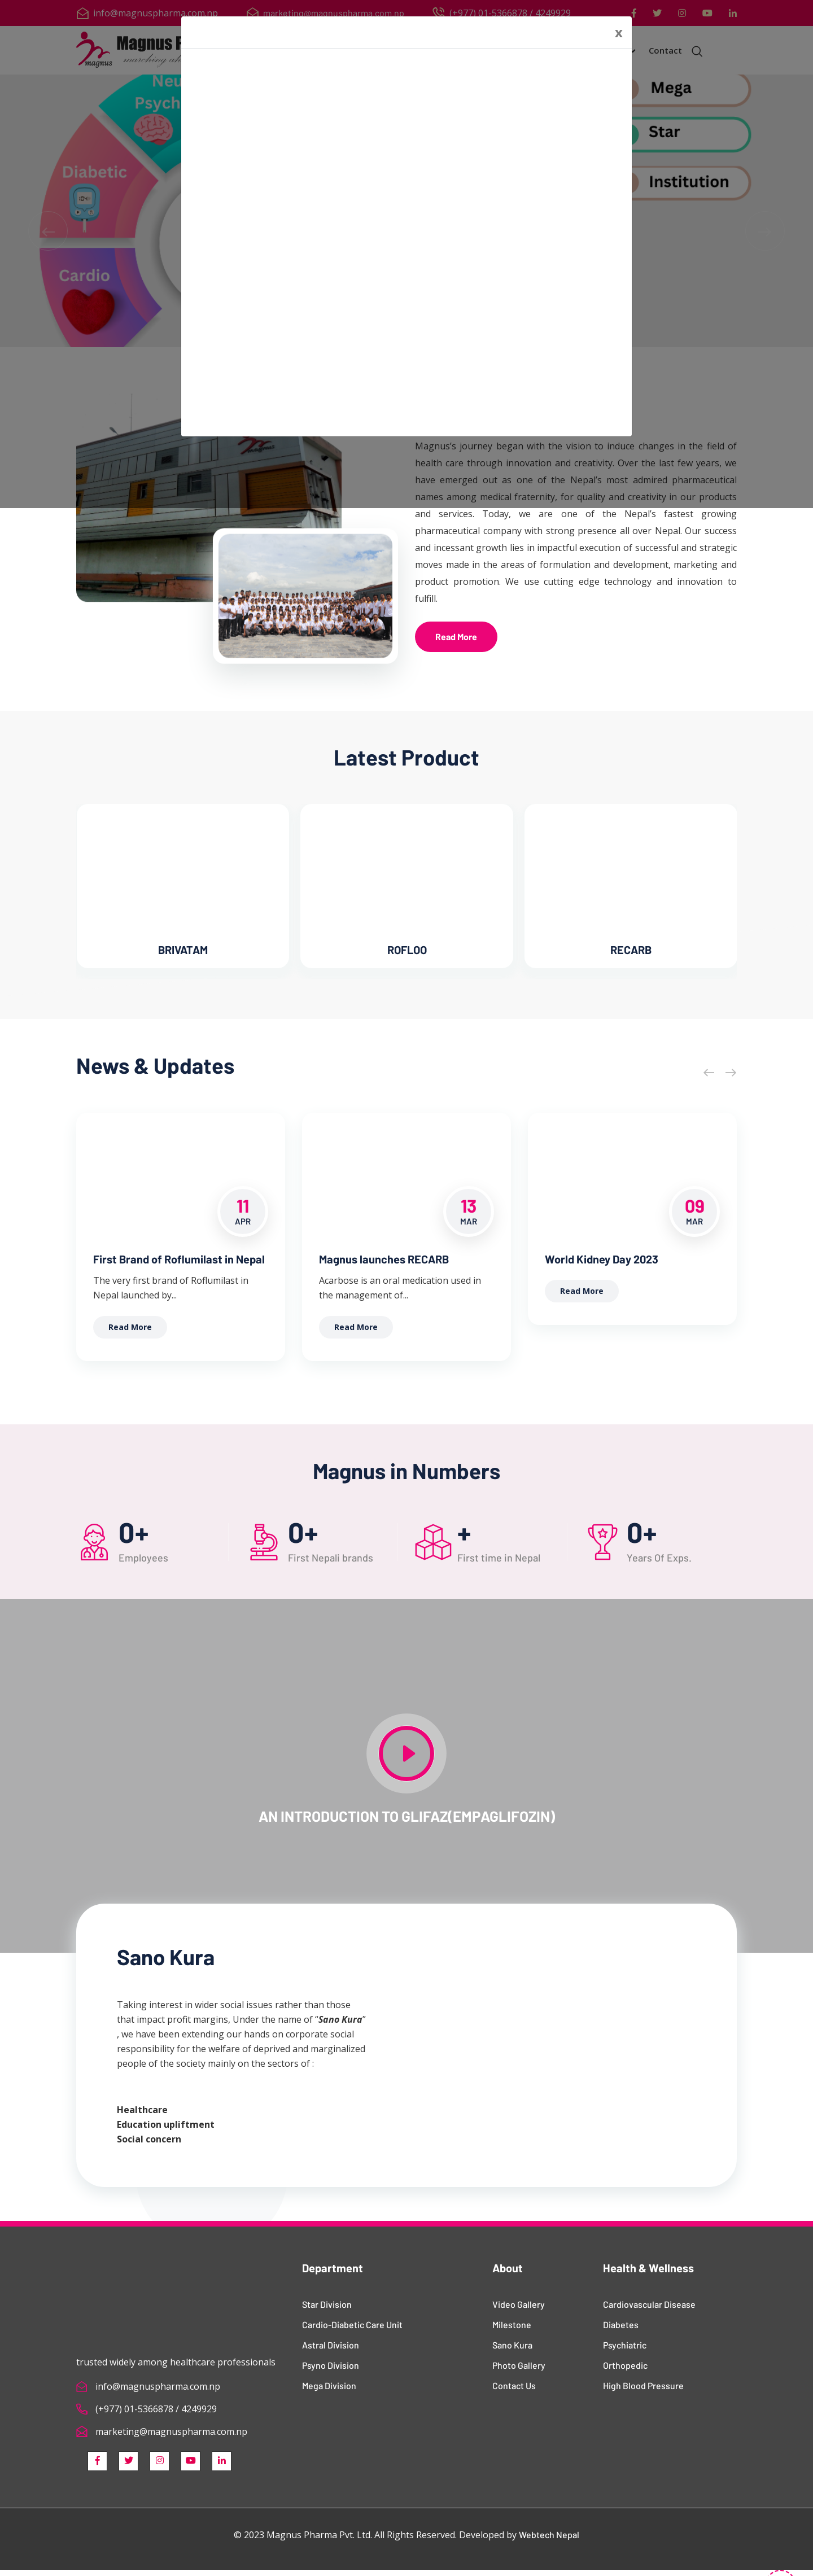 info@magnuspharma.com.np
marketing@magnuspharma.com.np
(+977) 01-5366878 / 4249929
x
magnus
Magnus
Contact
Diabetic
Cardio
Mega
Star
Institution
Magnus's journey began with the vision to induce changes in the field of
health care through innovation and creativity. Over the last few years, we
have emerged out as one of the Nepal's most admired pharmaceutical
names among medical fraternity, for quality and creativity in our products
and services. Today, we are one of the Nepal's fastest growing
pharmaceutical company with strong presence all over Nepal. Our success
and incessant growth lies in impactful execution of successful and strategic
moves made in the areas of formulation and development, marketing and
product promotion. We use cutting edge technology and innovation to
fulfill.
Read More
Latest Product
BRIVATAM
ROFLOO
RECARB
News & Updates
11
APR
First Brand of Roflumilast in Nepal
The very first brand of Roflumilast in
Nepal launched by...
Read More
13
MAR
Magnus launches RECARB
Acarbose is an oral medication used in
the management of...
Read More
09
MAR
World Kidney Day 2023
Read More
Magnus in Numbers
0+
Employees
0+
First Nepali brands
+
First time in Nepal
0+
Years Of Exps.
AN INTRODUCTION TO GLIFAZ(EMPAGLIFOZIN)
Sano Kura
Taking interest in wider social issues rather than those
that impact profit margins, Under the name of “Sano Kura”
, we have been extending our hands on corporate social
responsibility for the welfare of deprived and marginalized
people of the society mainly on the sectors of :
Healthcare
Education upliftment
Social concern
trusted widely among healthcare professionals
info@magnuspharma.com.np
(+977) 01-5366878 / 4249929
marketing@magnuspharma.com.np
Department
Star Division
Cardio-Diabetic Care Unit
Astral Division
Psyno Division
Mega Division
About
Video Gallery
Milestone
Sano Kura
Photo Gallery
Contact Us
Health & Wellness
Cardiovascular Disease
Diabetes
Psychiatric
Orthopedic
High Blood Pressure
© 2023 Magnus Pharma Pvt. Ltd. All Rights Reserved. Developed by Webtech Nepal